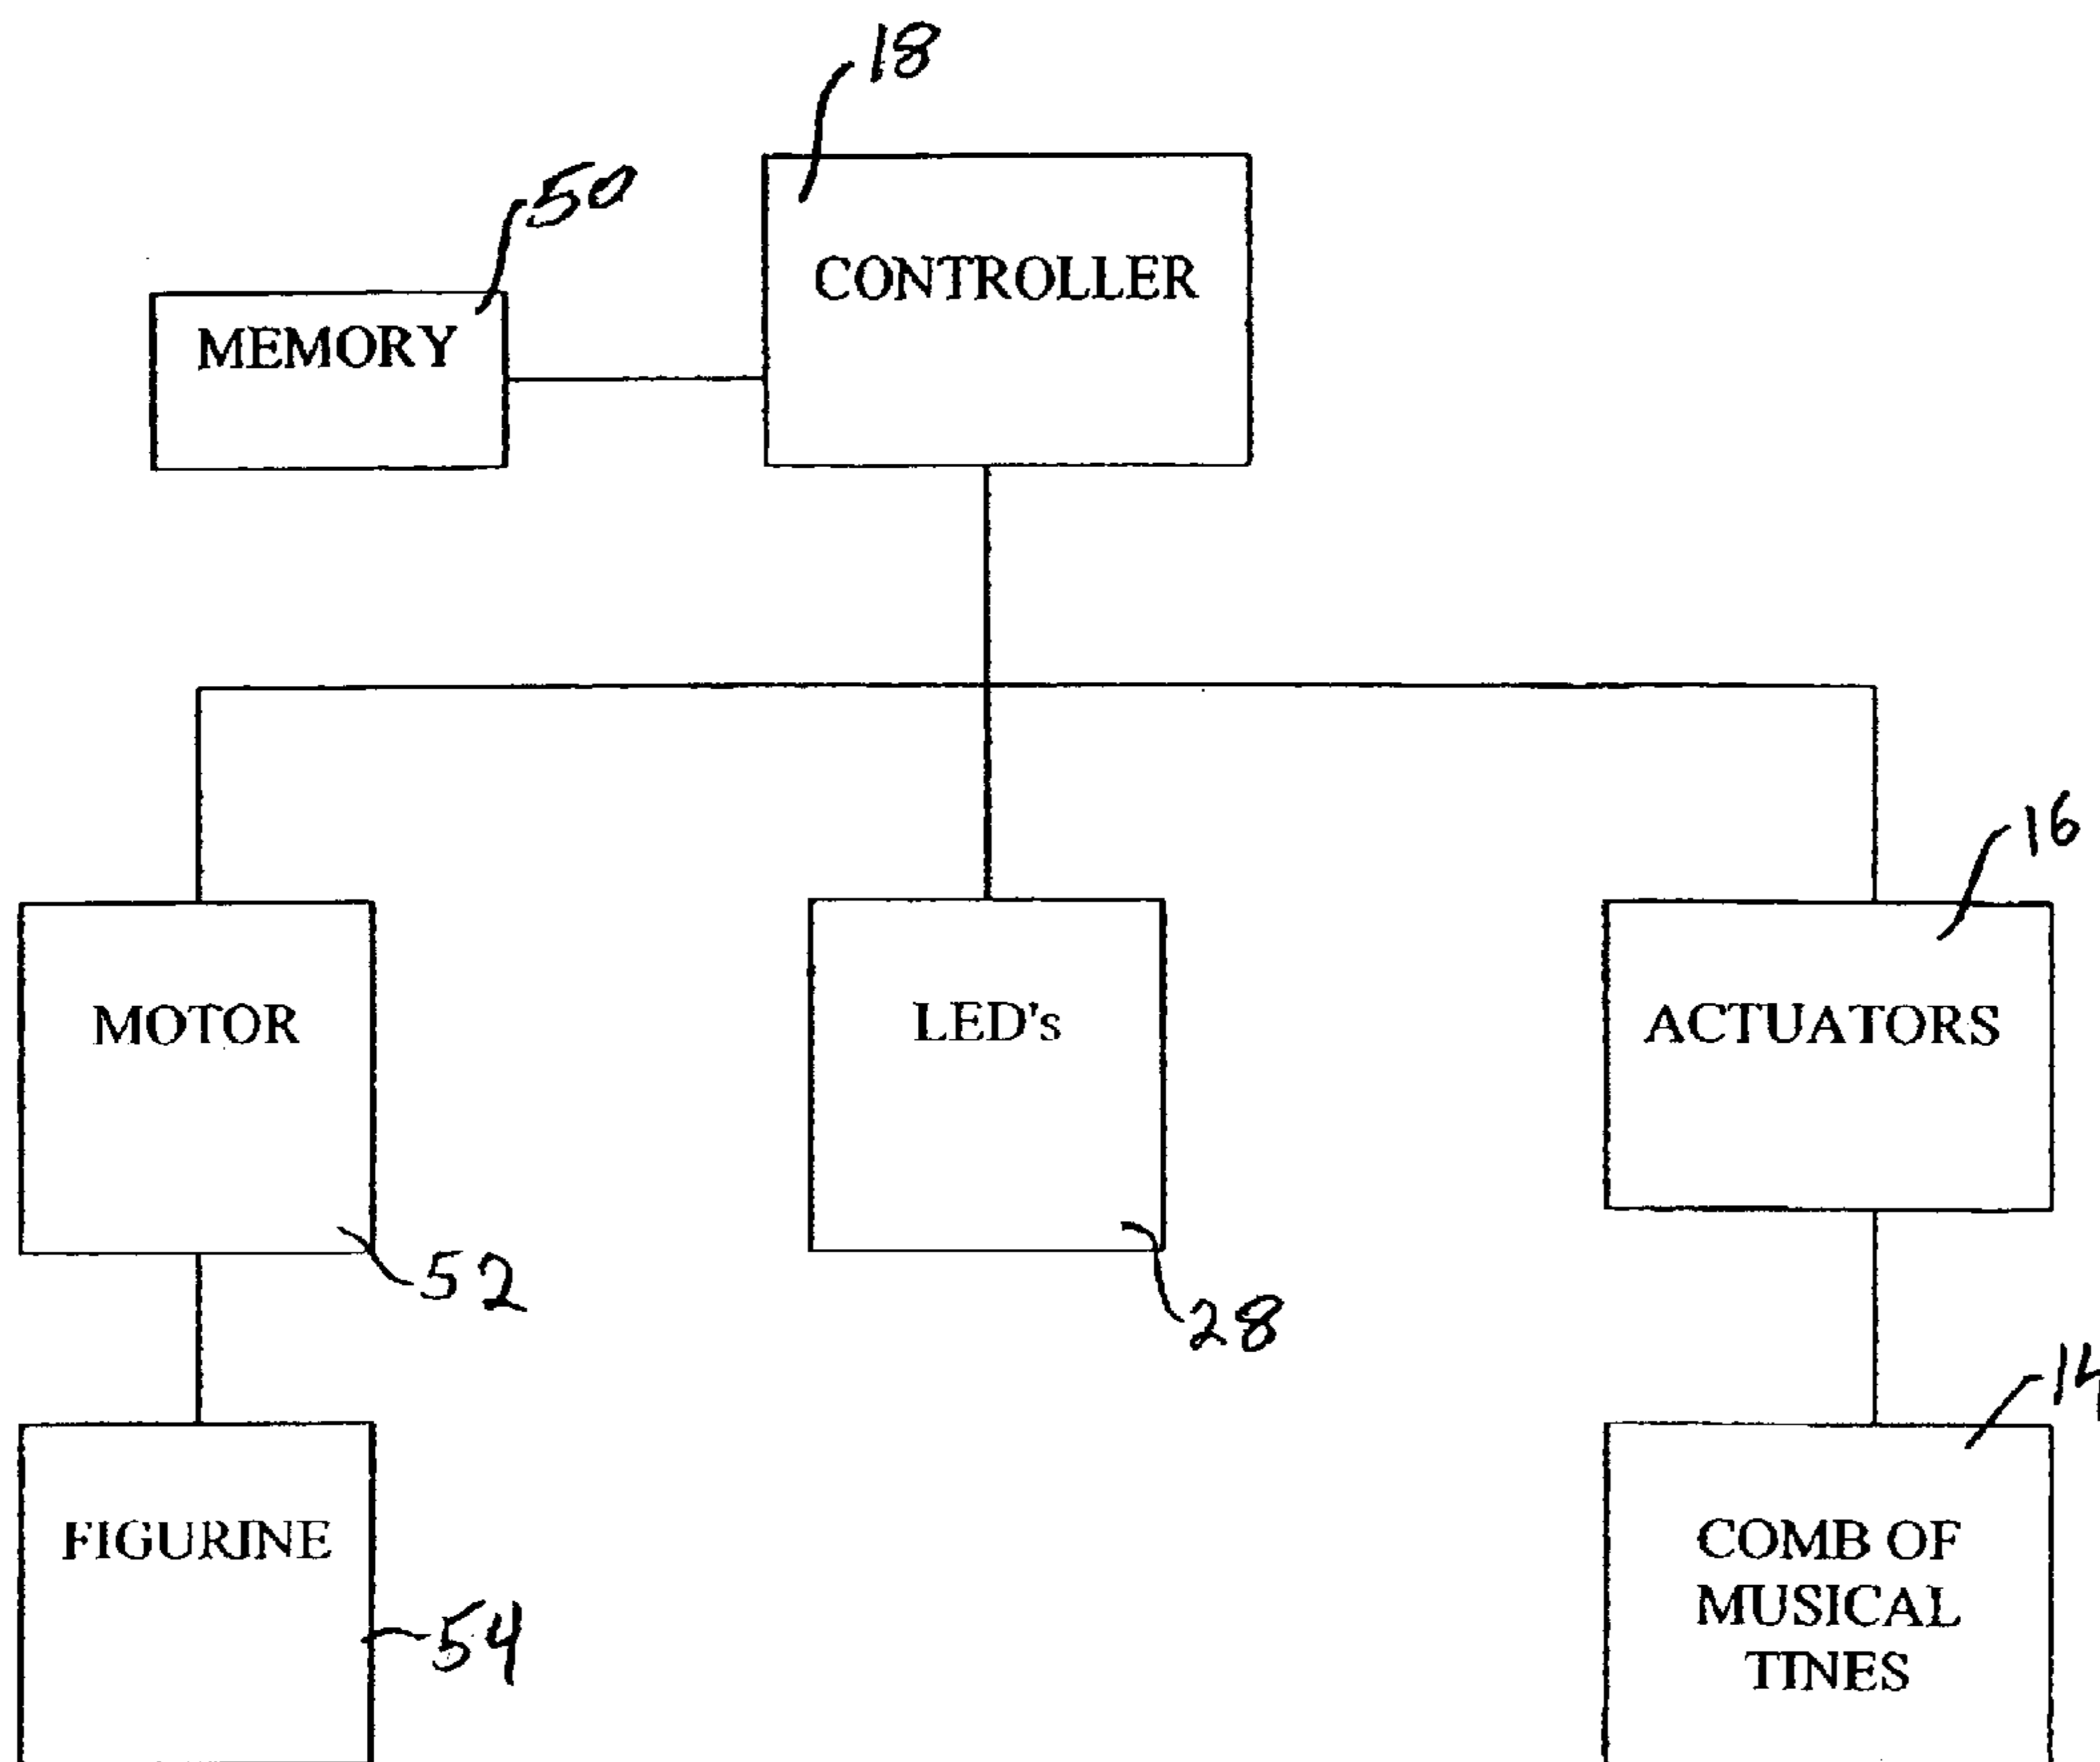 18
50
CONTROLLER
MEMORY
16
MOTOR
LED's
ACTUATORS
52
28
14
FIGURINE
COMB OF
MUSICAL
TINES
54